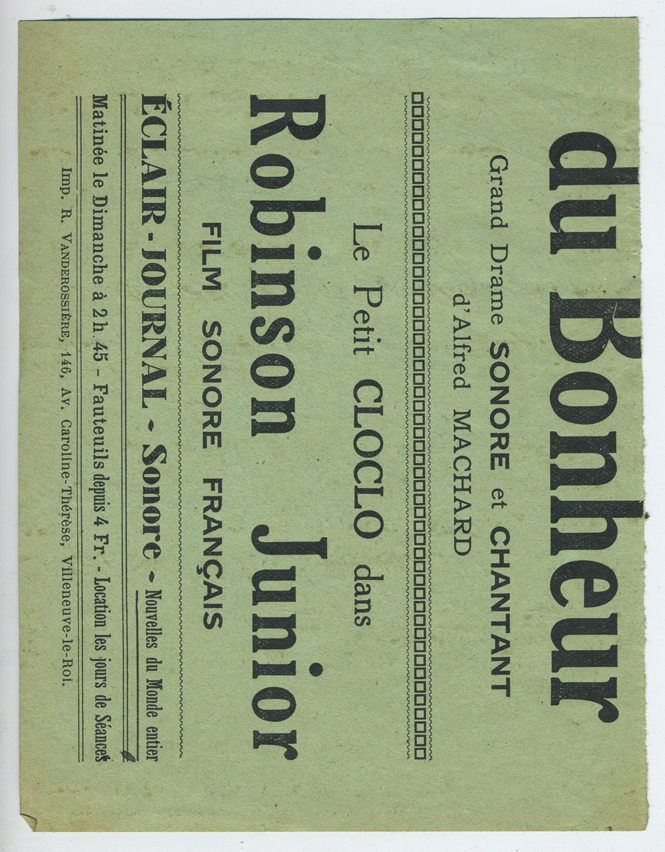 du Bonheur
Grand Drame SONORE et CHANTANT
d'Alfred MACHARD
Le Petit CLOCLO dans
Robinson Junior
FILM SONORE FRANÇAIS
ÉCLAIR-JOURNAL - Sonore - Nouvelles du Monde entier
Matinée le Dimanche à 2h. 45 - Fauteuils depuis 4 Fr. - Location les jours de Séances
Imp. R. VANDEROSSIÈRE, 146, Av. Caroline-Thérèse, Villeneuve-le-Roi.